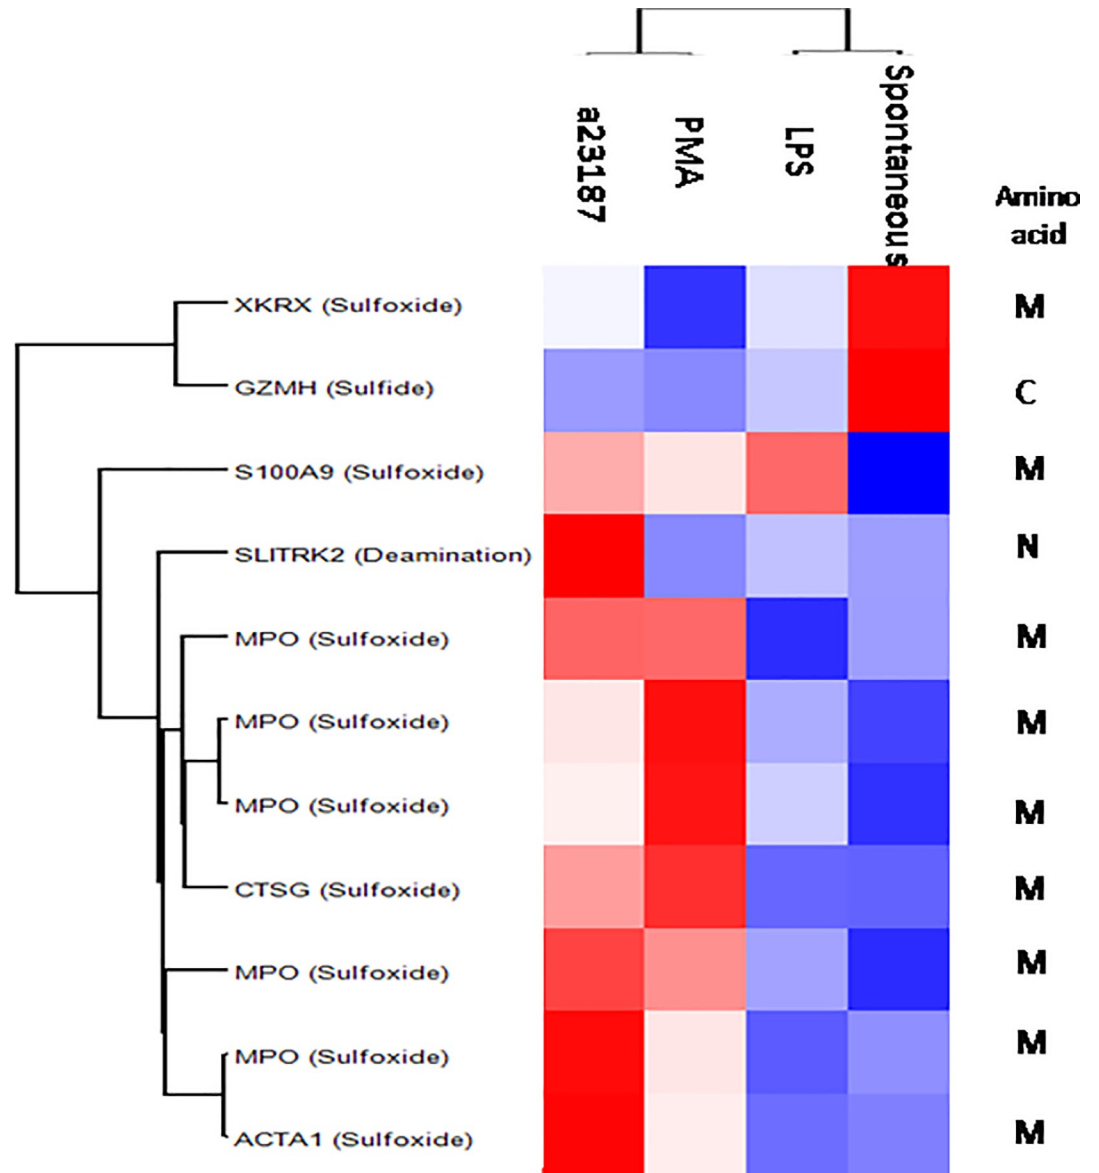 a23187
PMA
LPS
Spontaneous
Amino
acid
XKRX (Sulfoxide) M
GZMH (Sulfide) C
S100A9 (Sulfoxide) M
SLITRK2 (Deamination) N
MPO (Sulfoxide) M
MPO (Sulfoxide) M
MPO (Sulfoxide) M
CTSG (Sulfoxide) M
MPO (Sulfoxide) M
MPO (Sulfoxide) M
ACTA1 (Sulfoxide) M